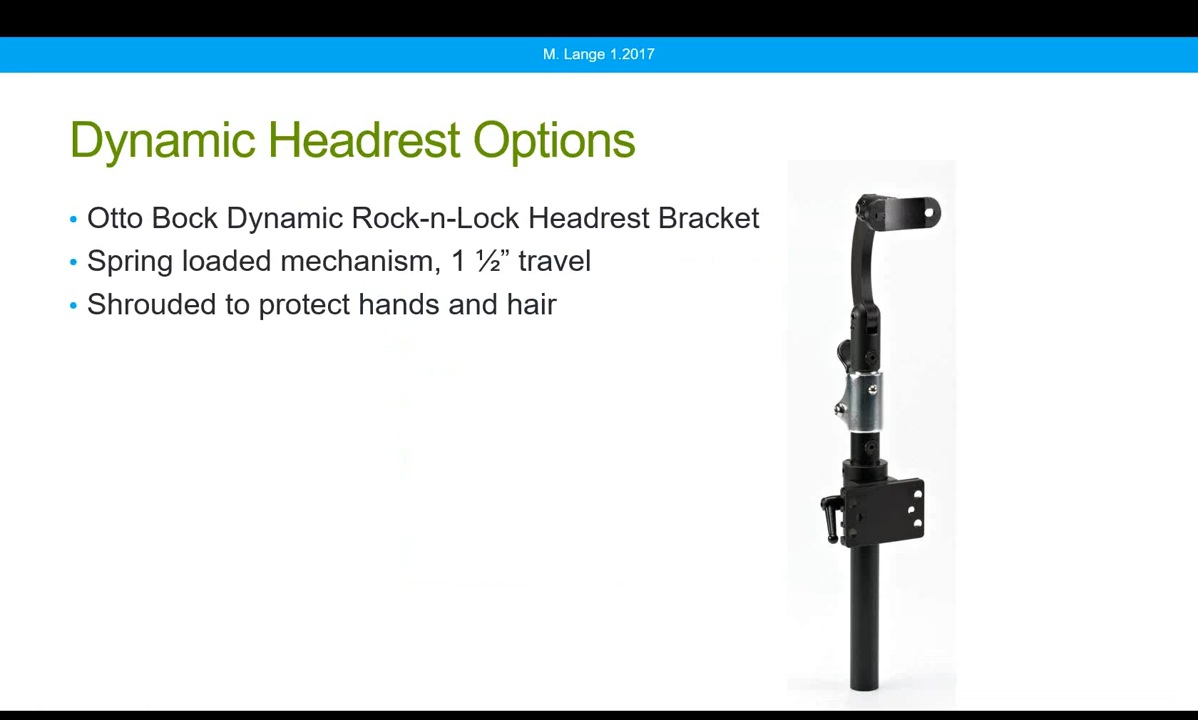 M. Lange 1.2017
Dynamic Headrest Options
• Otto Bock Dynamic Rock-n-Lock Headrest Bracket
• Spring loaded mechanism, 1 ½” travel
• Shrouded to protect hands and hair